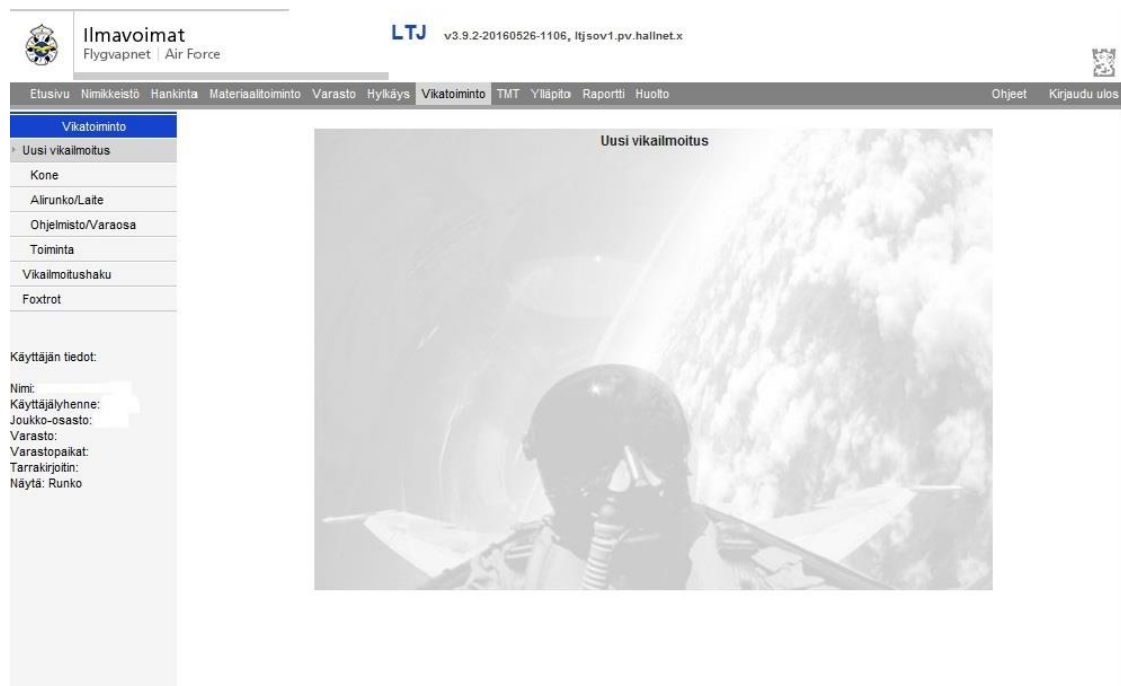 Ilmavoimat
Flygvapnet | Air Force
LTJ v3.9.2-20160526-1106, ltjsov1.pv.hallnet.x
Etusivu Nimikkeistö Hankinta Materiaalitoiminto Varasto Hylkäys Vikatoiminto TMT Ylläpito Raportti Huolto Ohjeet Kirjaudu ulos
Vikatoiminto
Uusi vikailmoitus
Kone
Alirunko/Laite
Ohjelmisto/Varaosa
Toiminta
Vikailmoitushaku
Foxtrot
Käyttäjän tiedot:
Nimi:
Käyttäjälyhenne:
Joukko-osasto:
Varasto:
Varastopaikat:
Tarrakirjoitin:
Näytä: Runko
Uusi vikailmoitus